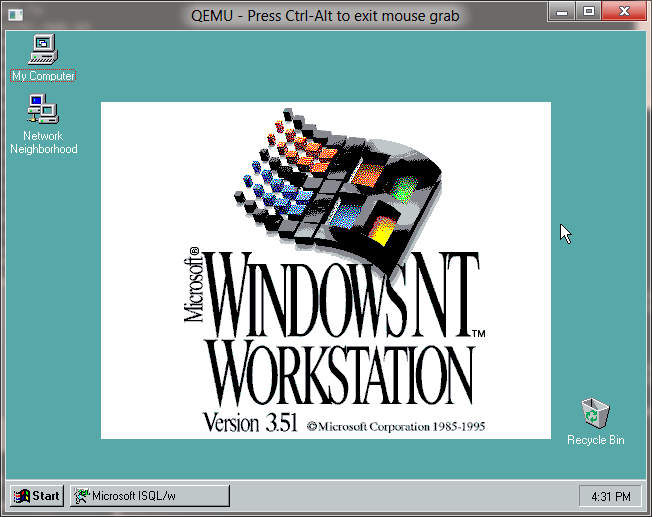 QEMU - Press Ctrl-Alt to exit mouse grab
My Computer
Network
Neighborhood
Microsoft®
WINDOWS NT™
WORKSTATION
Version 3.51 ©Microsoft Corporation 1985-1995
Recycle Bin
Start
Microsoft ISQL/w
4:31 PM